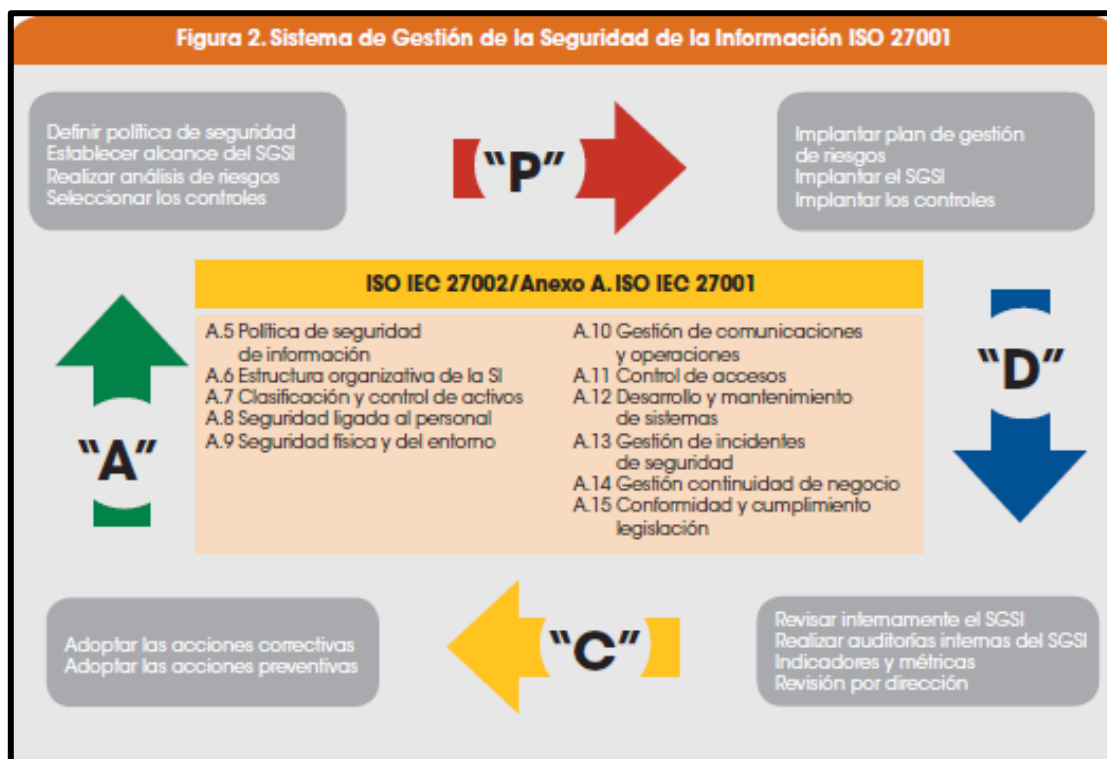 Figura 2. Sistema de Gestión de la Seguridad de la Información ISO 27001
Definir política de seguridad
Establecer alcance del SGSI
Realizar análisis de riesgos
Seleccionar los controles
"P"
Implantar plan de gestión
de riesgos
Implantar el SGSI
Implantar los controles
ISO IEC 27002/Anexo A. ISO IEC 27001
A.5 Política de seguridad
de información
A.6 Estructura organizativa de la SI
A.7 Clasificación y control de activos
A.8 Seguridad ligada al personal
A.9 Seguridad física y del entorno
A.10 Gestión de comunicaciones
y operaciones
A.11 Control de accesos
A.12 Desarrollo y mantenimiento
de sistemas
A.13 Gestión de incidentes
de seguridad
A.14 Gestión continuidad de negocio
A.15 Conformidad y cumplimiento
legislación
"D"
"A"
Adoptar las acciones correctivas
Adoptar las acciones preventivas
"C"
Revisar internamente el SGSI
Realizar auditorías internas del SGSI
Indicadores y métricas
Revisión por dirección